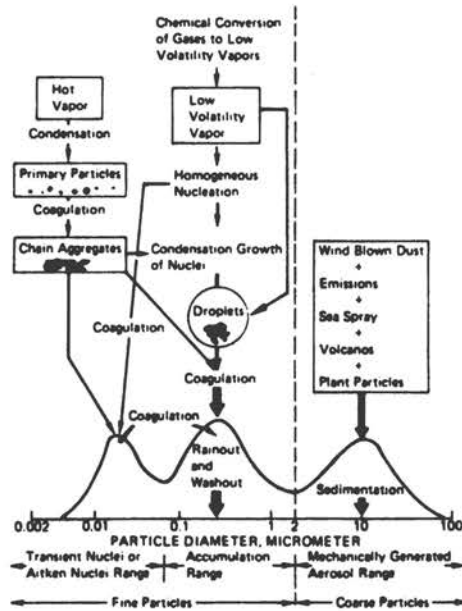 Chemical Conversion
of Gases to Low
Volatility Vapors
Hot
Vapor
Low
Volatility
Vapor
Condensation
Primary Particles
Homogeneous
Nucleation
Coagulation
Chain Aggregates
Condensation Growth
of Nuclei
Wind Blown Dust
+
Emissions
+
Sea Spray
+
Volcanos
+
Plant Particles
Droplets
Coagulation
Coagulation
Coagulation
Rainout
and
Washout
Sedimentation
0.002 0.01 0.1 1 2 10 100
PARTICLE DIAMETER, MICROMETER
Transient Nuclei or
Aitken Nuclei Range
Accumulation
Range
Mechanically Generated
Aerosol Range
Fine Particles
Coarse Particles